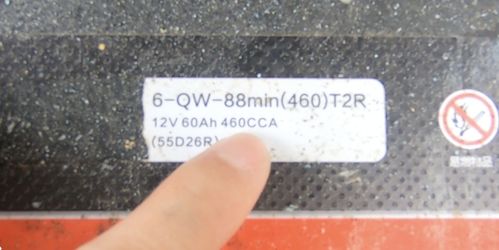 6-QW-88min(460)T2R
12V 60Ah 460CCA
(55D26R)